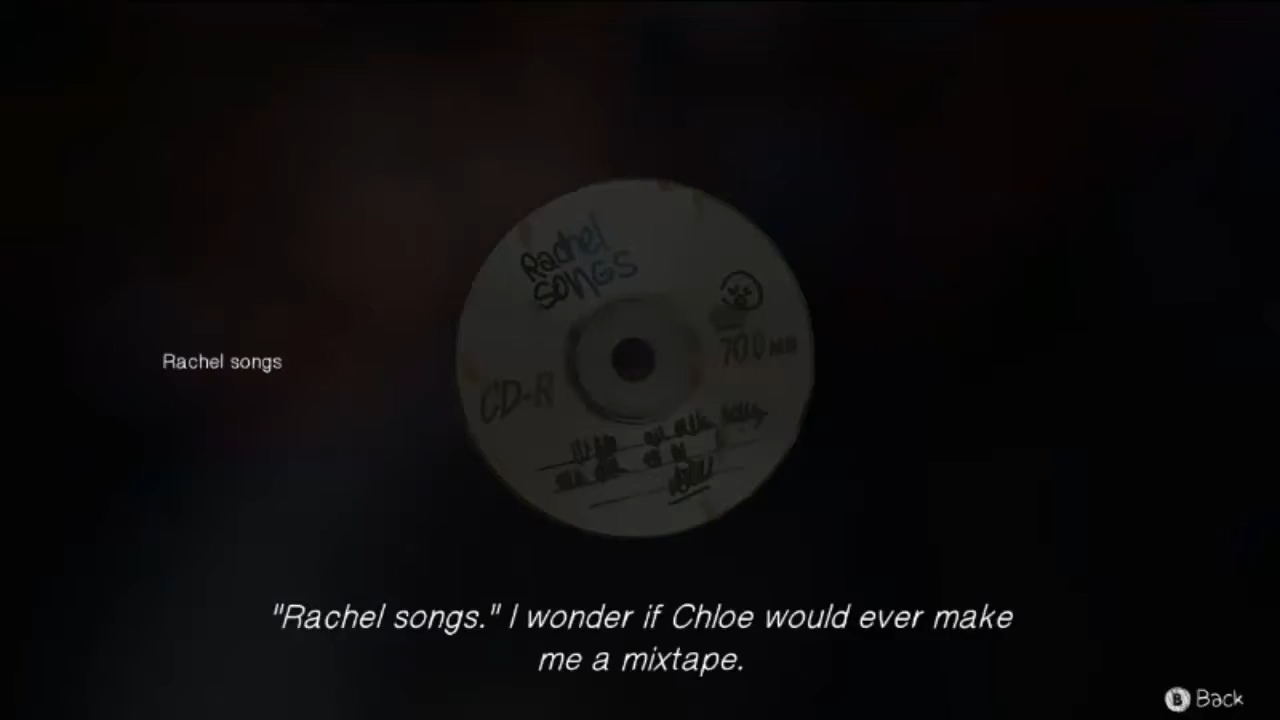 Rachel
SONGS
700 MB
CD-R
Rachel songs
"Rachel songs." I wonder if Chloe would ever make
me a mixtape.
B Back